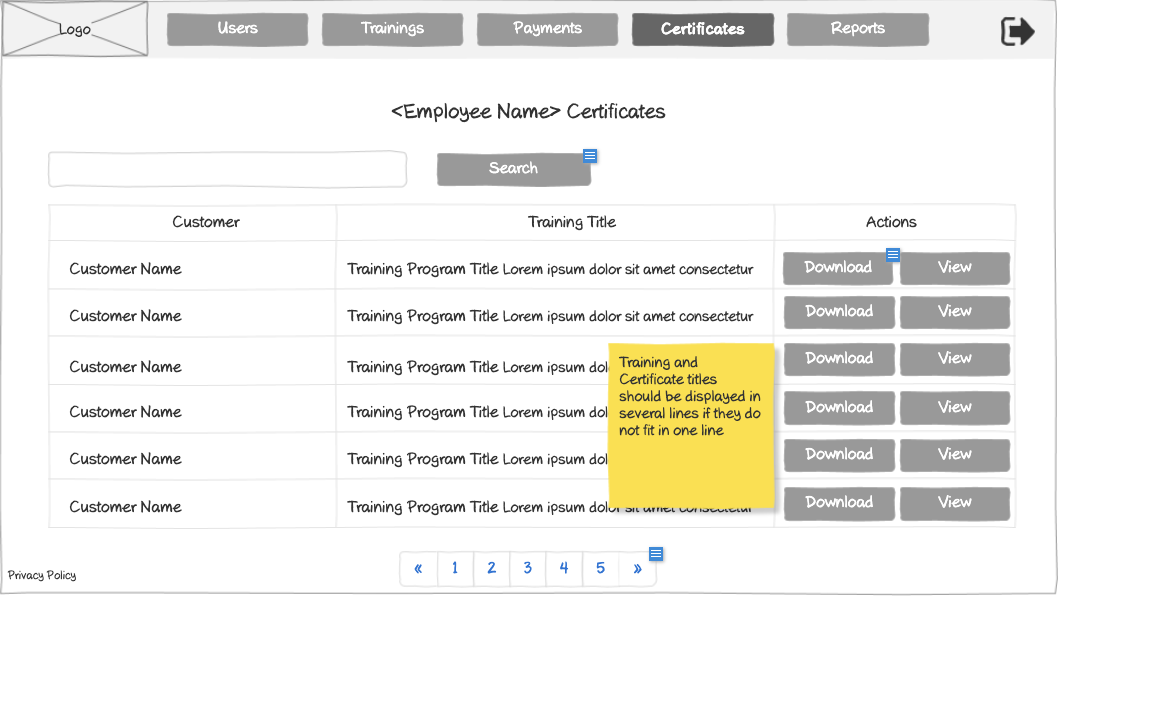 Logo
Users
Trainings
Payments
Certificates
Reports
<Employee Name> Certificates
Search
Customer
Training Title
Actions
Customer Name
Training Program Title Lorem ipsum dolor sit amet consectetur
Download
View
Customer Name
Training Program Title Lorem ipsum dolor sit amet consectetur
Download
View
Customer Name
Training Program Title Lorem ipsum
Download
View
Customer Name
Training Program Title Lorem ipsum
Download
View
Customer Name
Training Program Title Lorem ipsum
Download
View
Customer Name
Training Program Title Lorem ipsum dolor sit amet consectetur
Download
View
Training and
Certificate titles
should be displayed in
several lines if they do
not fit in one line
« 1 2 3 4 5 »
Privacy Policy